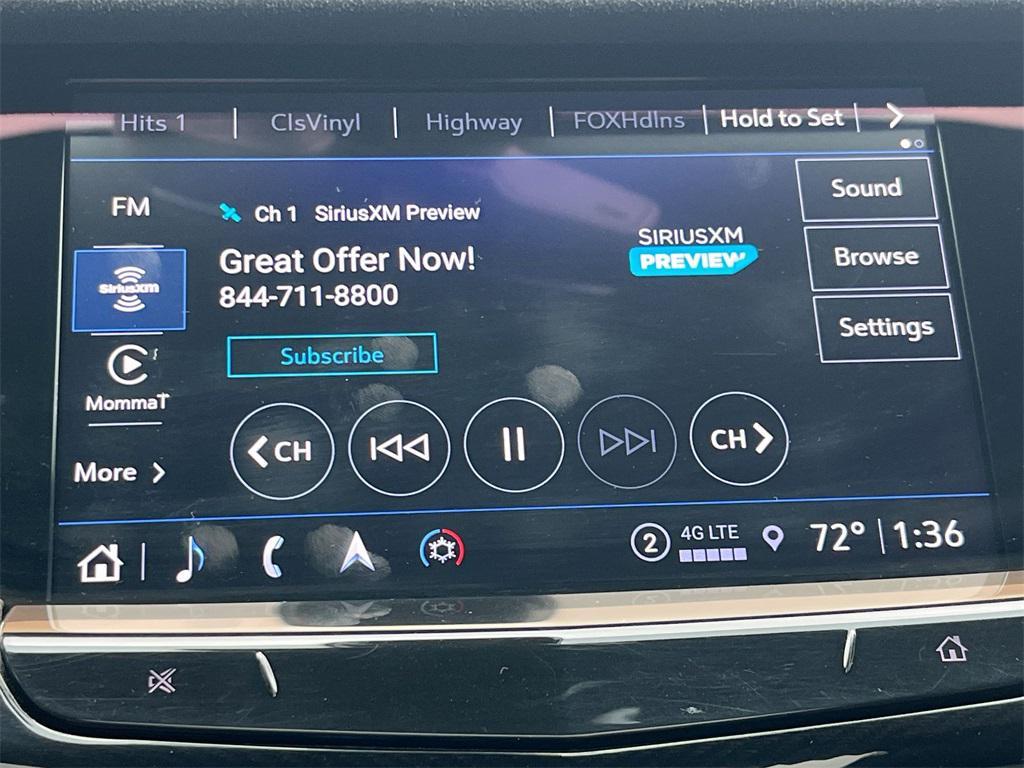 Hits 1 | ClsVinyl | Highway | FOXHdlns | Hold to Set | >
FM
Ch 1 SiriusXM Preview
Great Offer Now!
844-711-8800
Subscribe
SIRIUSXM
PREVIEW
Sound
Browse
Settings
SiriusXM
MommaT
More >
<CH
CH>
2 4G LTE 72° | 1:36